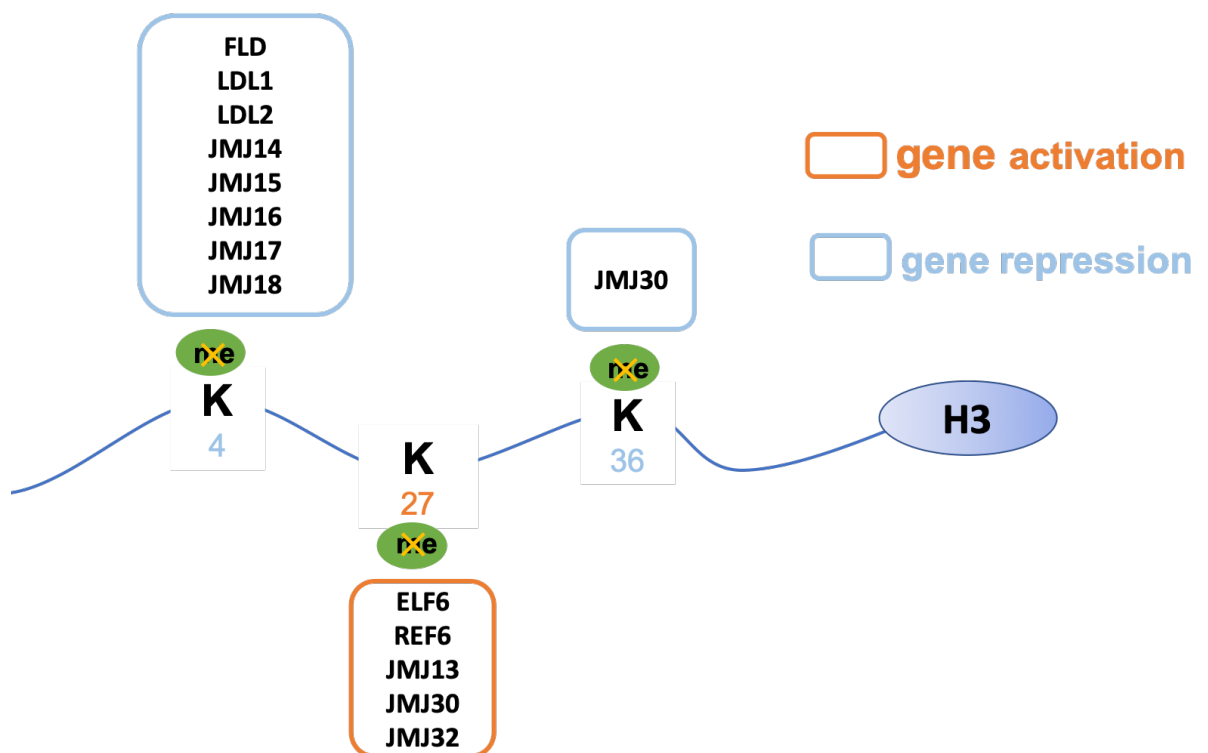 FLD
LDL1
LDL2
JMJ14
JMJ15
JMJ16
JMJ17
JMJ18
me
K
4
K
27
me
ELF6
REF6
JMJ13
JMJ30
JMJ32
JMJ30
me
K
36
H3
gene activation
gene repression